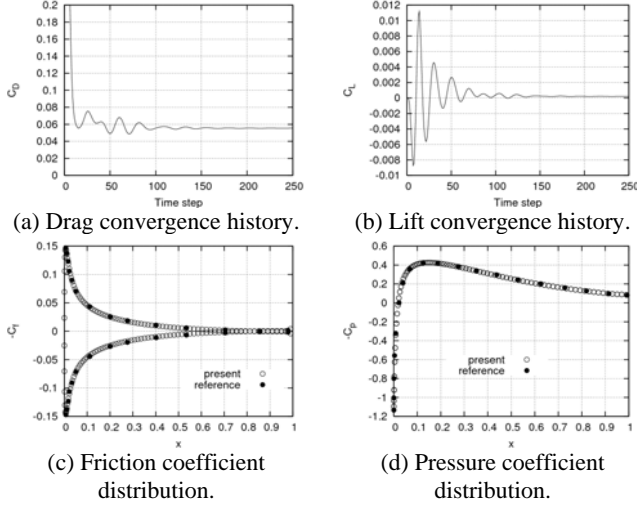 0.2
0.18
0.16
0.14
0.12
0.1
0.08
0.06
0.04
0.02
0
C_D
0 50 100 150 200 250
Time step
(a) Drag convergence history.
0.012
0.01
0.008
0.006
0.004
0.002
0
-0.002
-0.004
-0.006
-0.008
-0.01
C_L
0 50 100 150 200 250
Time step
(b) Lift convergence history.
0.15
0.1
0.05
0
-0.05
-0.1
-0.15
-C_f
present
reference
0 0.1 0.2 0.3 0.4 0.5 0.6 0.7 0.8 0.9 1
x
(c) Friction coefficient
distribution.
0.6
0.4
0.2
0
-0.2
-0.4
-0.6
-0.8
-1
-1.2
-C_p
present
reference
0 0.1 0.2 0.3 0.4 0.5 0.6 0.7 0.8 0.9 1
x
(d) Pressure coefficient
distribution.